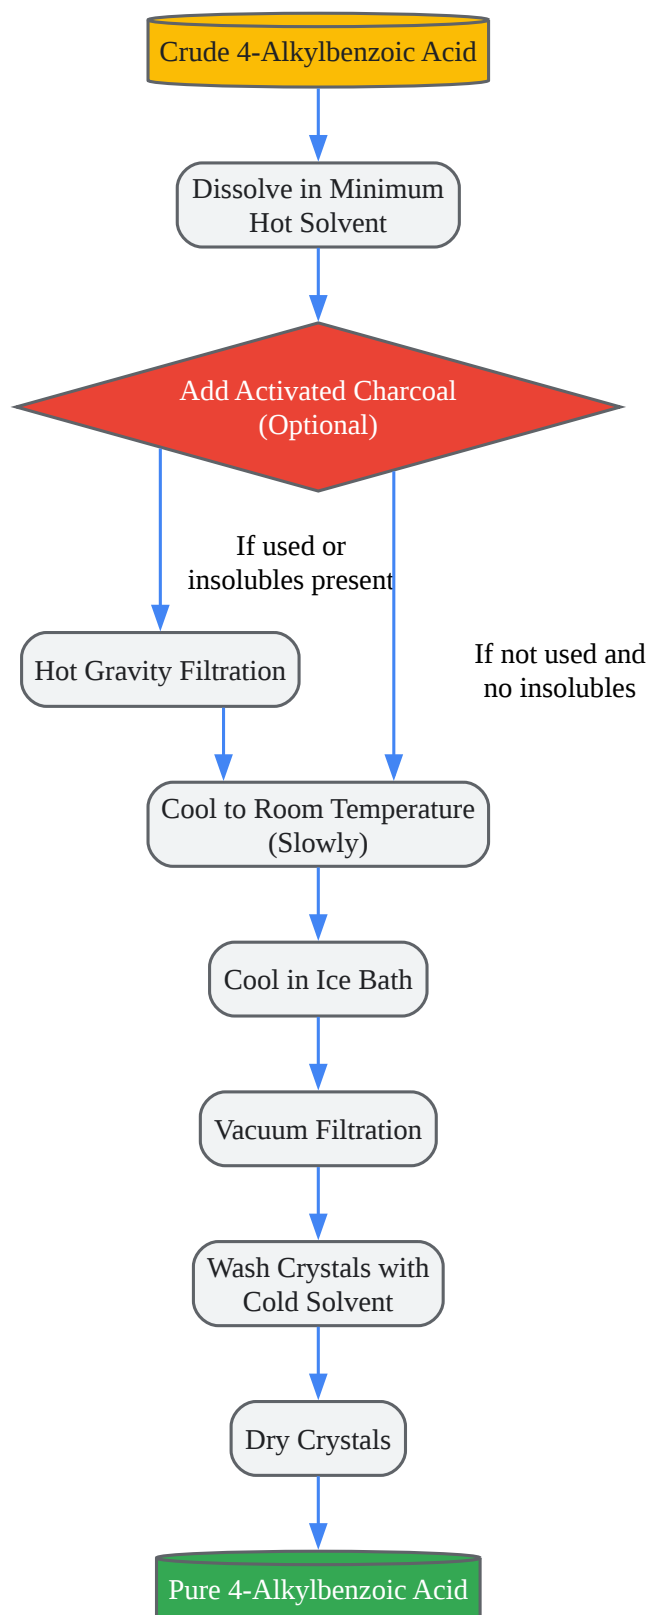 Crude 4-Alkylbenzoic Acid
Dissolve in Minimum
Hot Solvent
Add Activated Charcoal
(Optional)
If used or
insolubles present
If not used and
no insolubles
Hot Gravity Filtration
Cool to Room Temperature
(Slowly)
Cool in Ice Bath
Vacuum Filtration
Wash Crystals with
Cold Solvent
Dry Crystals
Pure 4-Alkylbenzoic Acid